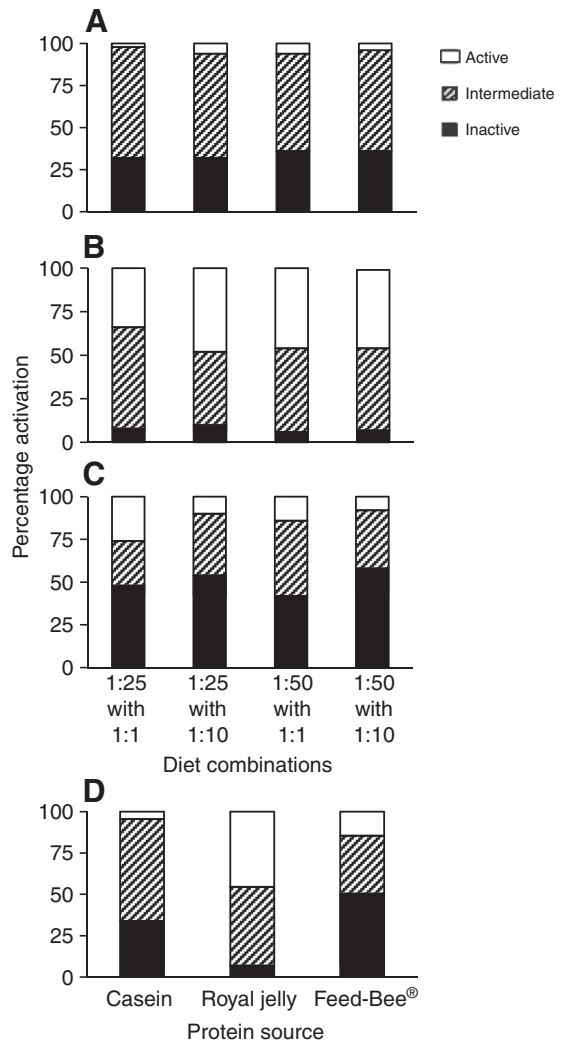 A
100
75
50
25
0
Active
Intermediate
Inactive
B
100
75
50
25
0
Percentage activation
C
100
75
50
25
0
1:25 1:25 1:50 1:50
with with with with
1:1 1:10 1:1 1:10
Diet combinations
D
100
75
50
25
0
Casein Royal jelly Feed-Bee®
Protein source